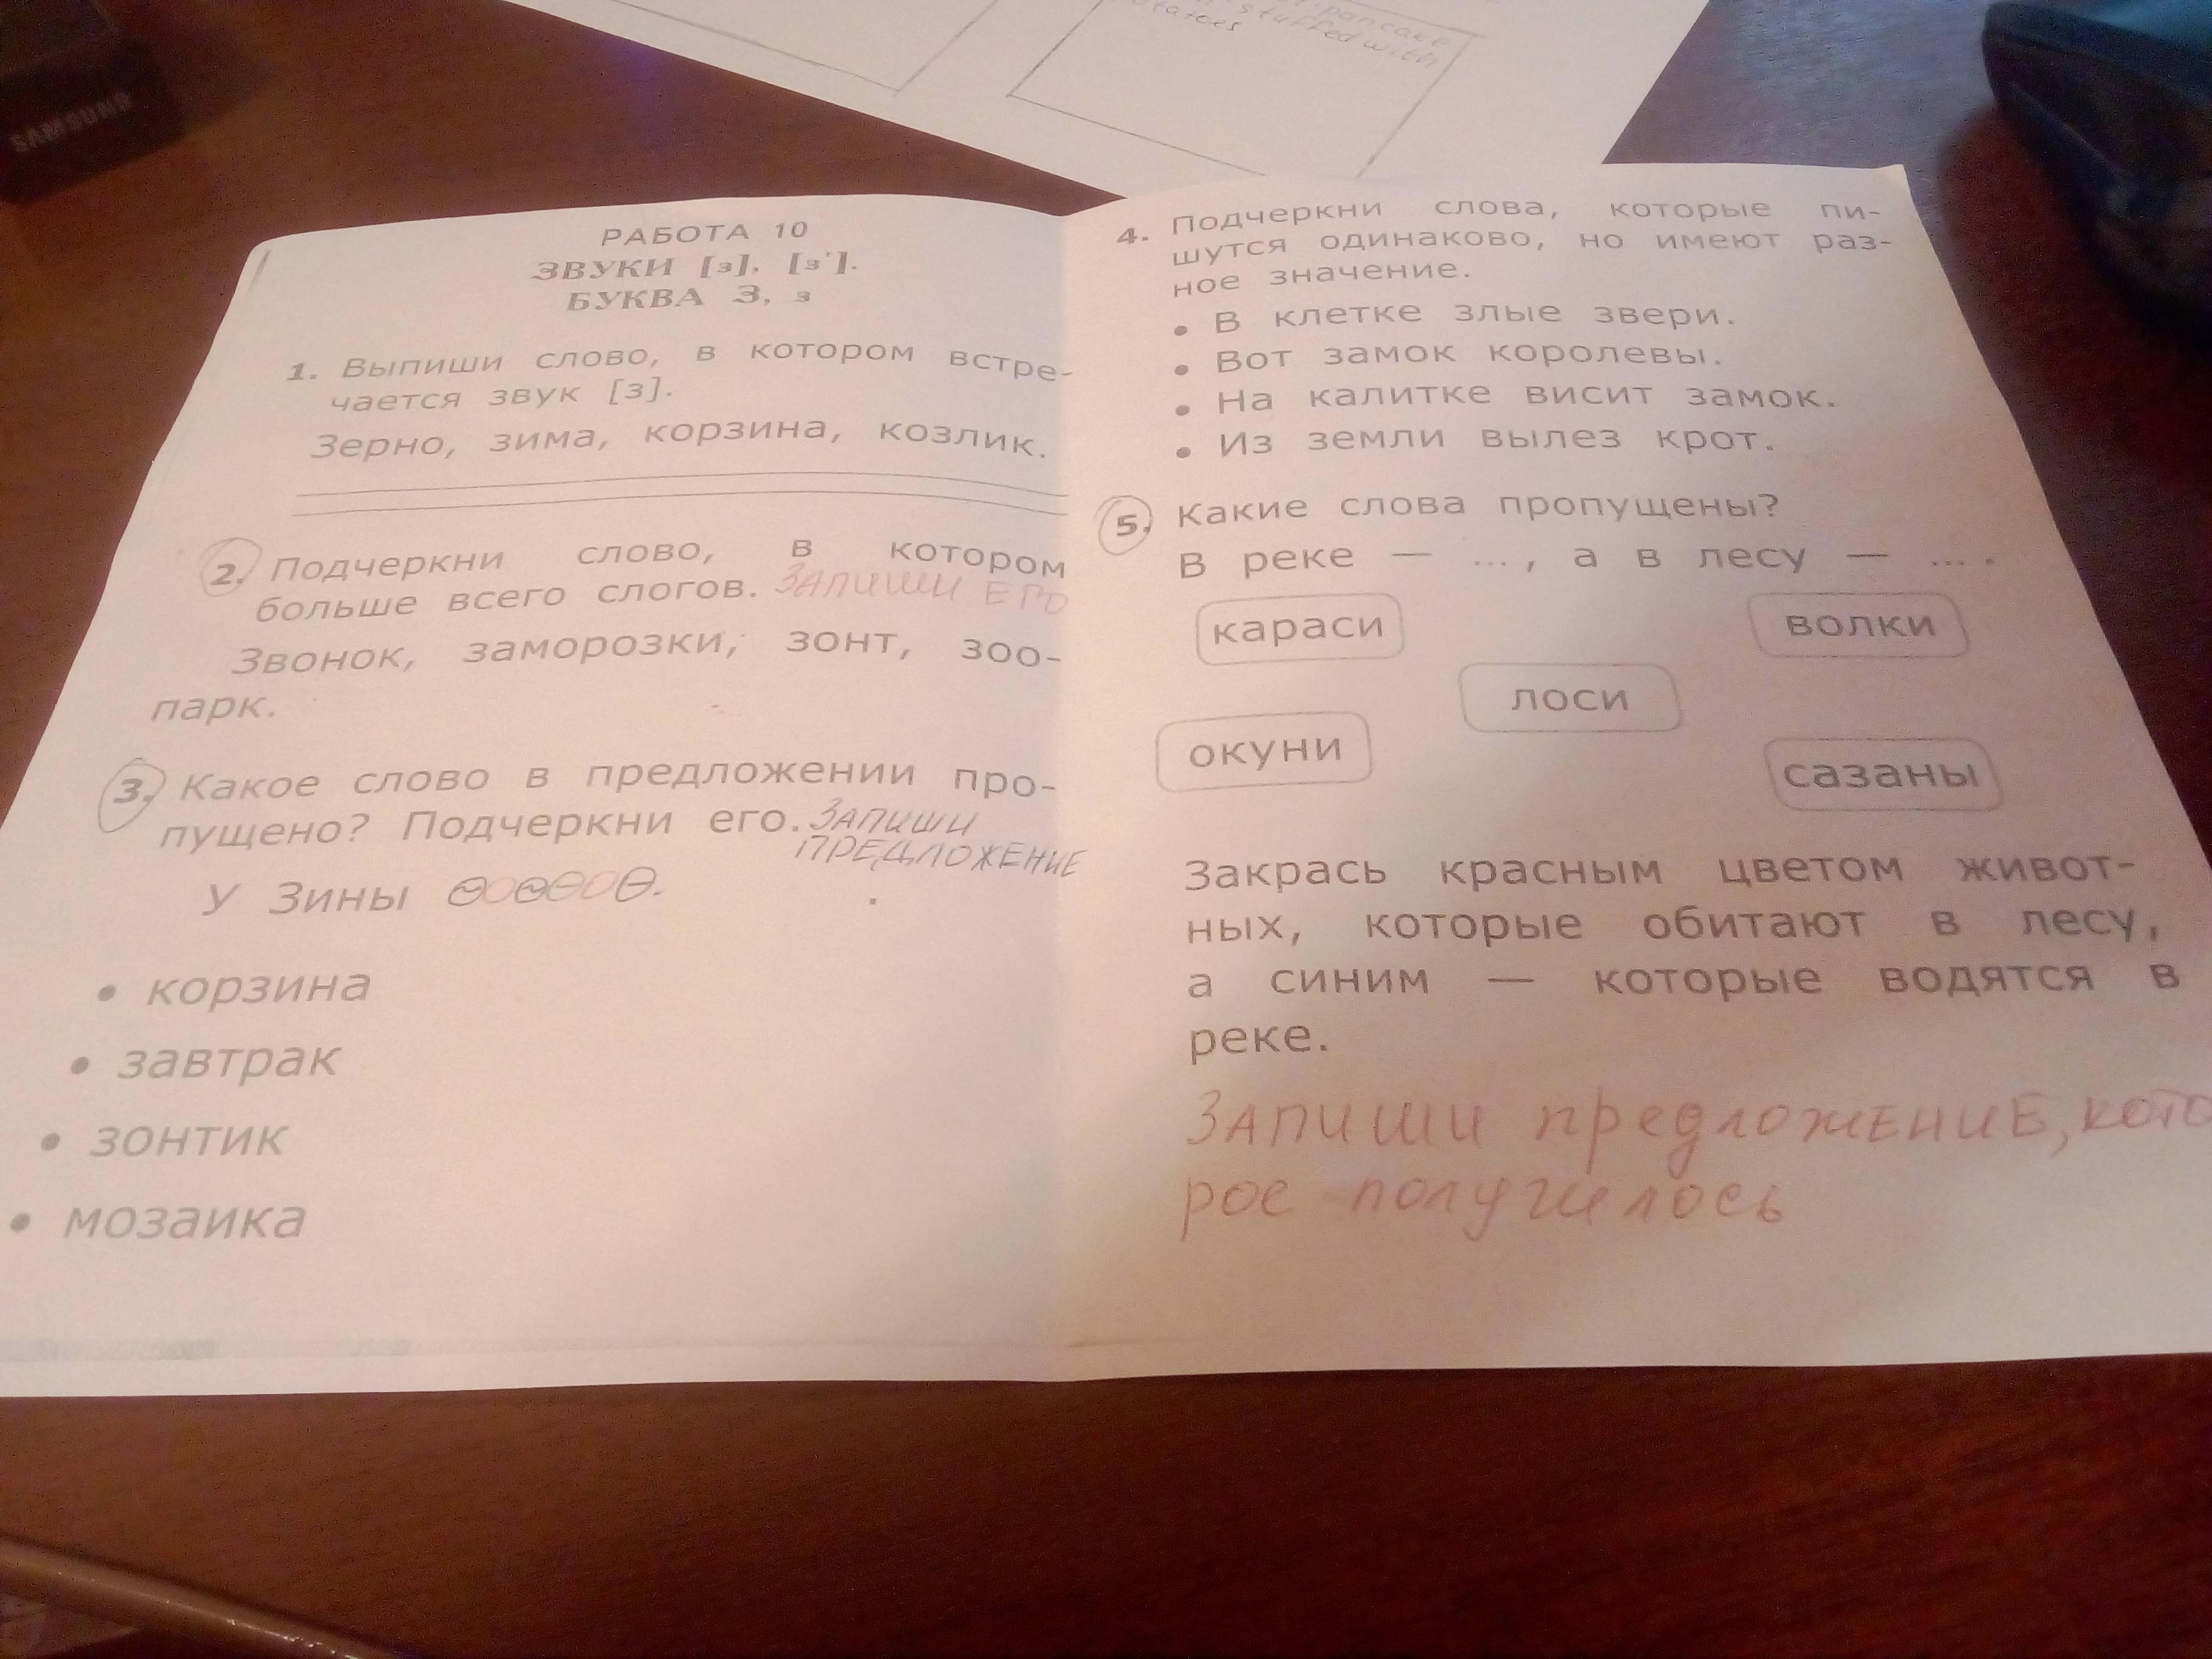 SAMSUNG
pancake
stuffed with
РАБОТА 10
ЗВУКИ [з], [з'].
БУКВА З, з
1. Выпиши слово, в котором встре-
чается звук [з].
Зерно, зима, корзина, козлик.
2. Подчеркни слово, в котором
больше всего слогов. ЗАПИШИ ЕГО
Звонок, заморозки, зонт, зоо-
парк.
3. Какое слово в предложении про-
пущено? Подчеркни его. ЗАПИШИ
ПРЕДЛОЖЕНИЕ
У Зины
• корзина
• завтрак
• зонтик
• мозаика
4. Подчеркни слова, которые пи-
шутся одинаково, но имеют раз-
ное значение.
• В клетке злые звери.
• Вот замок королевы.
• На калитке висит замок.
• Из земли вылез крот.
5. Какие слова пропущены?
В реке — ... , а в лесу — ... .
караси
волки
лоси
окуни
сазаны
Закрась красным цветом живот-
ных, которые обитают в лесу,
а синим — которые водятся в
реке.
ЗАПИШИ предложЕНИЕ, кото
рое получилось